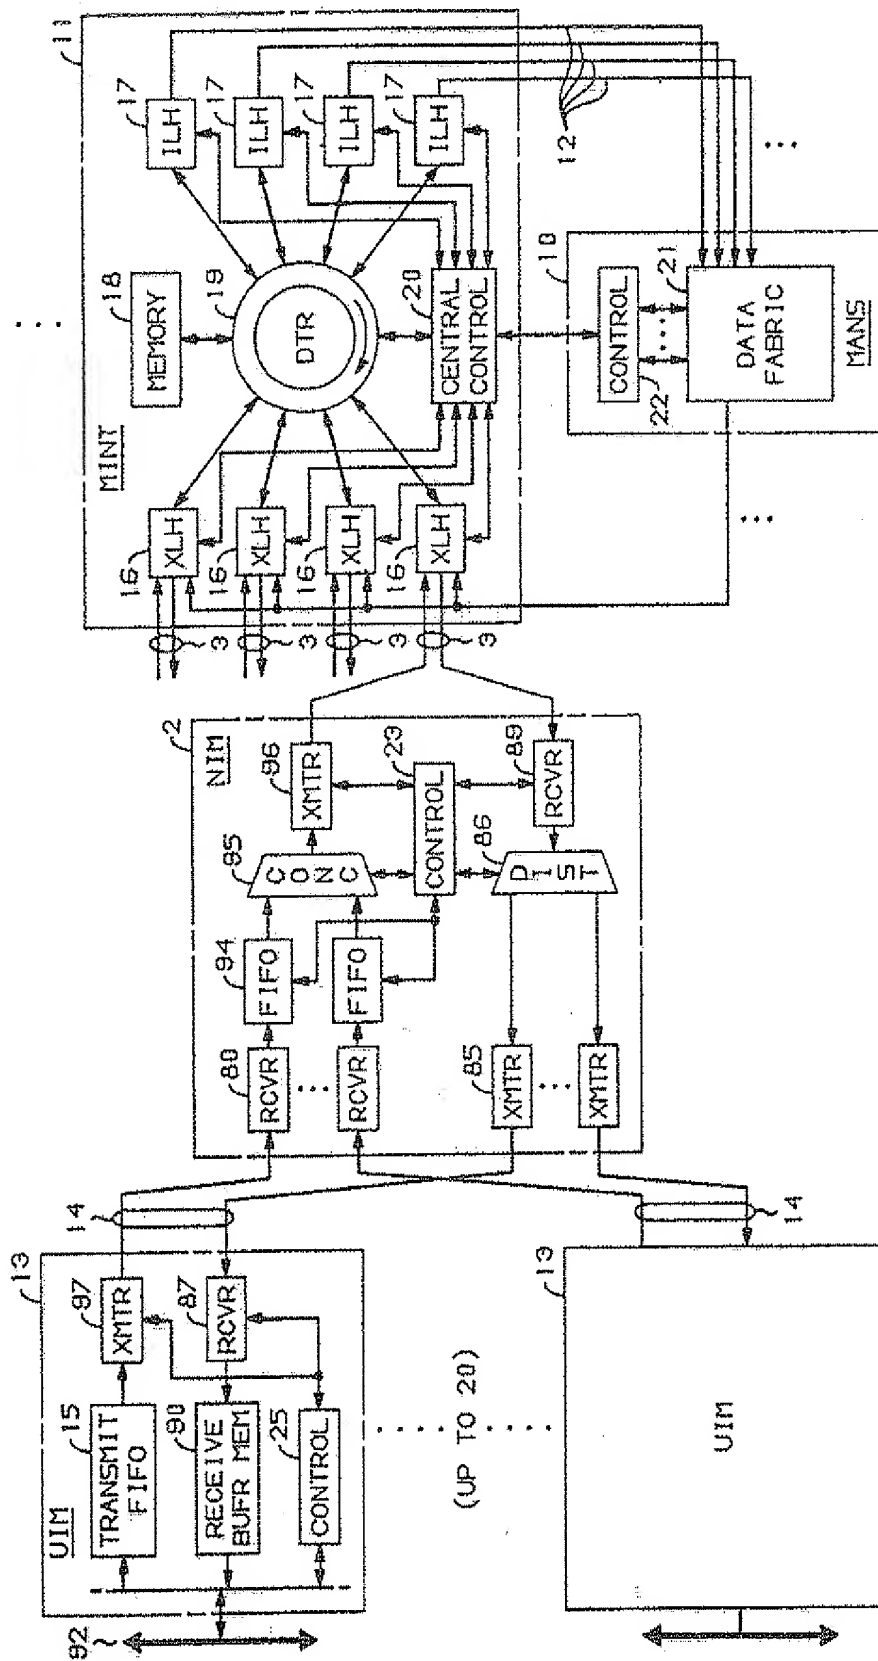 92
UIM
15
TRANSMIT
FIFO
97
XMTR
13
90
RECEIVE
BUFR MEM
87
RCVR
25
CONTROL
14
.....(UP TO 20).....
UIM
13
14
NIM
2
80
RCVR
94
FIFO
95
CONC
96
XMTR
...
RCVR
FIFO
CONTROL
23
85
XMTR
DIST
86
RCVR
89
...
XMTR
3
3
3
3
...
MINT
11
16
XLH
16
XLH
16
XLH
16
XLH
18
MEMORY
19
DTR
20
CENTRAL
CONTROL
17
ILH
17
ILH
17
ILH
17
ILH
12
...
...
10
CONTROL
22
...
21
DATA
FABRIC
MANS